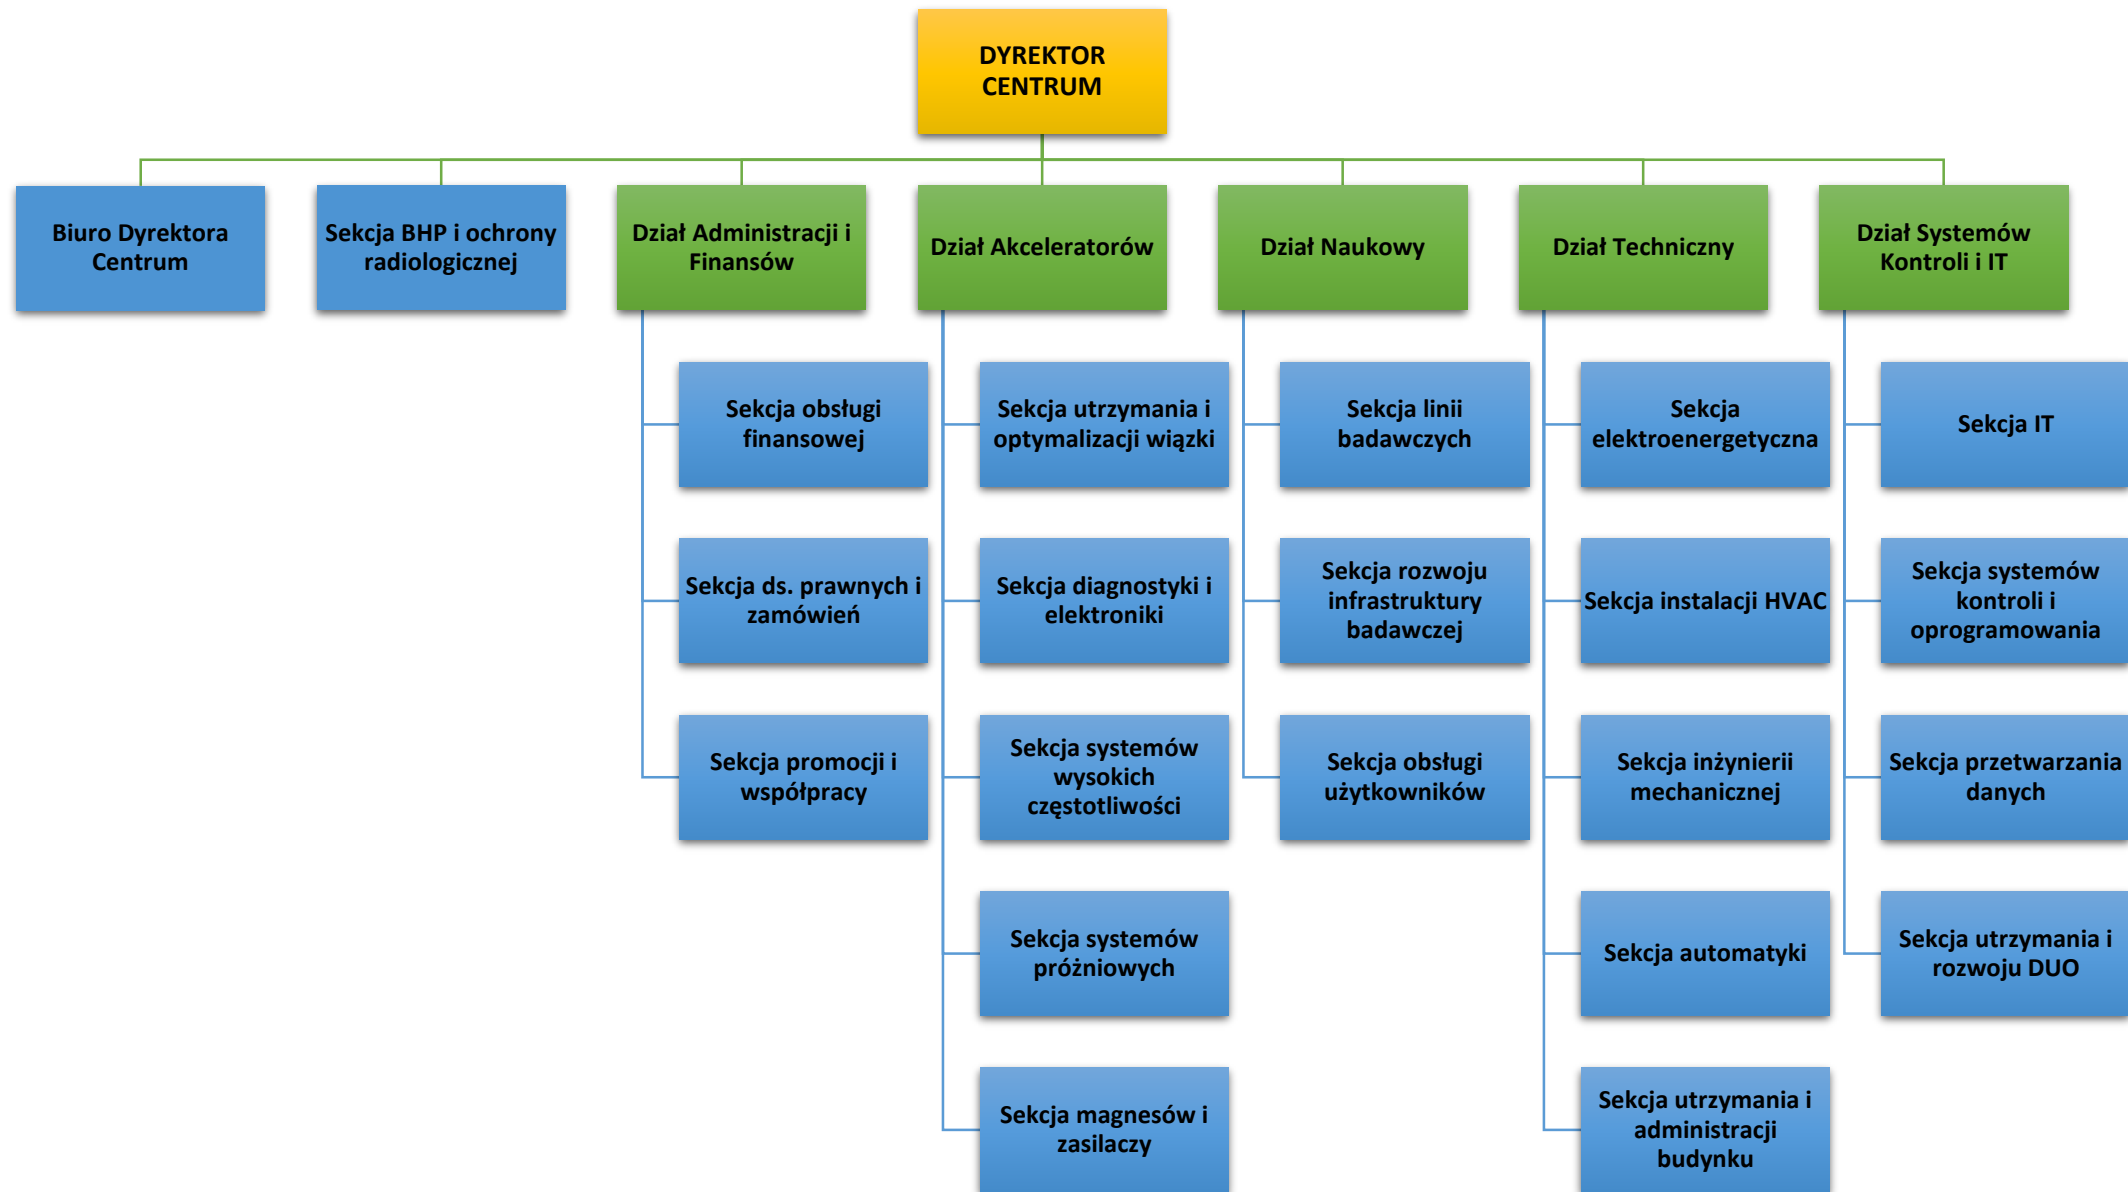 DYREKTOR
CENTRUM
Biuro Dyrektora
Centrum
Sekcja BHP i ochrony
radiologicznej
Dział Administracji i
Finansów
Dział Akceleratorów
Dział Naukowy
Dział Techniczny
Dział Systemów
Kontroli i IT
Sekcja obsługi
finansowej
Sekcja ds. prawnych i
zamówień
Sekcja promocji i
współpracy
Sekcja utrzymania i
optymalizacji wiązki
Sekcja diagnostyki i
elektroniki
Sekcja systemów
wysokich
częstotliwości
Sekcja systemów
próżniowych
Sekcja magnesów i
zasilaczy
Sekcja linii
badawczych
Sekcja rozwoju
infrastruktury
badawczej
Sekcja obsługi
użytkowników
Sekcja
elektroenergetyczna
Sekcja instalacji HVAC
Sekcja inżynierii
mechanicznej
Sekcja automatyki
Sekcja utrzymania i
administracji
budynku
Sekcja IT
Sekcja systemów
kontroli i
oprogramowania
Sekcja przetwarzania
danych
Sekcja utrzymania i
rozwoju DUO